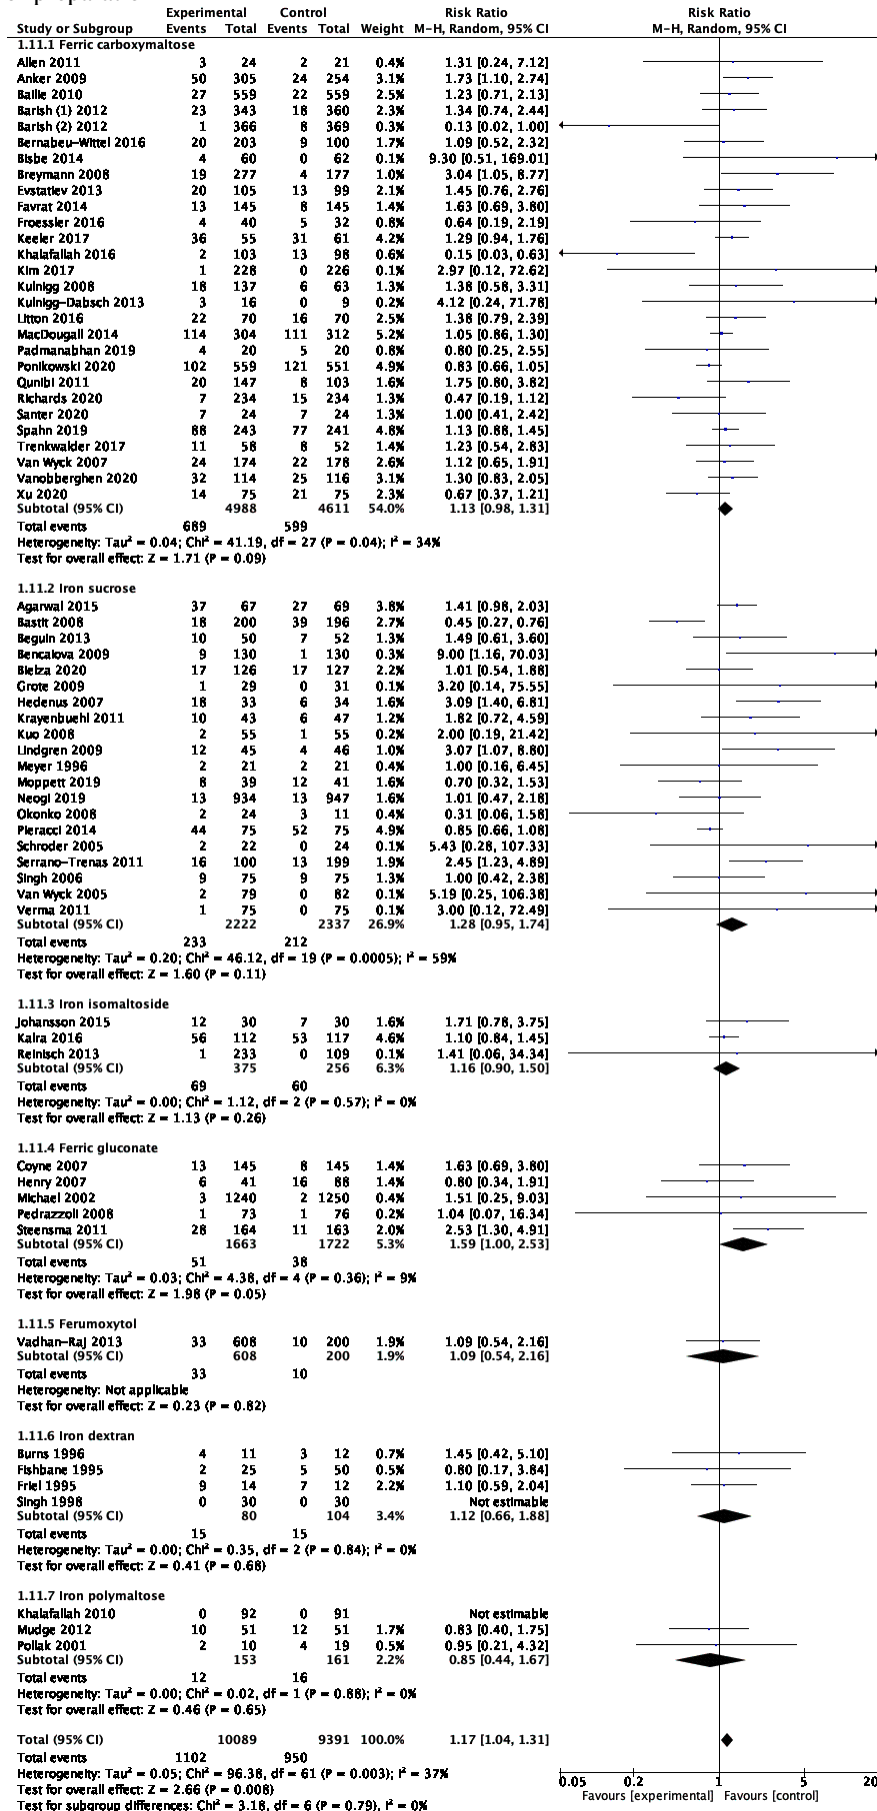 Experimental Control Risk Ratio Risk Ratio
Study or Subgroup Events Total Events Total Weight M-H, Random, 95% CI M-H, Random, 95% CI
1.11.1 Ferric carboxymaltose
Allen 2011 3 24 2 21 0.4% 1.31 [0.24, 7.12]
Anker 2009 50 305 24 254 3.1% 1.73 [1.10, 2.74]
Bailie 2010 27 559 22 559 2.5% 1.23 [0.71, 2.13]
Barish (1) 2012 23 343 18 360 2.3% 1.34 [0.74, 2.44]
Barish (2) 2012 1 366 8 369 0.3% 0.13 [0.02, 1.00]
Bernabeu-Wittel 2016 20 203 9 100 1.7% 1.09 [0.52, 2.32]
Bisbe 2014 4 60 0 62 0.1% 9.30 [0.51, 169.01]
Breymann 2008 19 277 4 177 1.0% 3.04 [1.05, 8.77]
Evstatiev 2013 20 105 13 99 2.1% 1.45 [0.76, 2.76]
Favrat 2014 13 145 8 145 1.4% 1.63 [0.69, 3.80]
Froessler 2016 4 40 5 32 0.8% 0.64 [0.19, 2.19]
Keeler 2017 36 55 31 61 4.2% 1.29 [0.94, 1.76]
Khalafallah 2016 2 103 13 98 0.6% 0.15 [0.03, 0.63]
Kim 2017 1 228 0 226 0.1% 2.97 [0.12, 72.62]
Kulnigg 2008 18 137 6 63 1.3% 1.38 [0.58, 3.31]
Kulnigg-Dabsch 2013 3 16 0 9 0.2% 4.12 [0.24, 71.78]
Litton 2016 22 70 16 70 2.4% 1.38 [0.79, 2.39]
MacDougall 2014 114 304 111 312 5.2% 1.05 [0.86, 1.30]
Padmanabhan 2019 4 20 5 20 0.8% 0.80 [0.25, 2.55]
Ponikowski 2020 102 559 121 551 4.9% 0.83 [0.66, 1.05]
Qunibi 2011 20 147 8 103 1.6% 1.75 [0.80, 3.82]
Richards 2020 7 234 15 234 1.3% 0.47 [0.19, 1.12]
Santer 2020 7 24 7 24 1.3% 1.00 [0.41, 2.42]
Spahn 2019 88 243 77 241 4.8% 1.13 [0.88, 1.45]
Trenkwalder 2017 11 58 8 52 1.4% 1.23 [0.54, 2.83]
Van Wyck 2007 24 174 22 178 2.6% 1.12 [0.65, 1.91]
Vanobberghen 2020 32 114 25 116 3.1% 1.30 [0.83, 2.05]
Xu 2020 14 75 21 75 2.3% 0.67 [0.37, 1.21]
Subtotal (95% CI) 4988 4611 54.0% 1.13 [0.98, 1.31]
Total events 689 599
Heterogeneity: Tau² = 0.04; Chi² = 41.19, df = 27 (P = 0.04); I² = 34%
Test for overall effect: Z = 1.71 (P = 0.09)
1.11.2 Iron sucrose
Agarwal 2015 37 67 27 69 3.8% 1.41 [0.98, 2.03]
Bastit 2008 18 200 39 196 2.7% 0.45 [0.27, 0.76]
Beguin 2013 10 50 7 52 1.3% 1.49 [0.61, 3.60]
Bencaiova 2009 9 130 1 130 0.3% 9.00 [1.16, 70.03]
Bielza 2020 17 126 17 127 2.2% 1.01 [0.54, 1.88]
Grote 2009 1 29 0 31 0.1% 3.20 [0.14, 75.55]
Hedenus 2007 18 33 6 34 1.6% 3.09 [1.40, 6.81]
Krayenbuehl 2011 10 43 6 47 1.2% 1.82 [0.72, 4.59]
Kuo 2008 2 55 1 55 0.2% 2.00 [0.19, 21.42]
Lindgren 2009 12 45 4 46 1.0% 3.07 [1.07, 8.80]
Meyer 1996 2 21 2 21 0.4% 1.00 [0.16, 6.45]
Moppett 2019 8 39 12 41 1.6% 0.70 [0.32, 1.53]
Neogi 2019 13 934 13 947 1.6% 1.01 [0.47, 2.18]
Okonko 2008 2 24 3 11 0.4% 0.31 [0.06, 1.58]
Pieracci 2014 44 75 52 75 4.9% 0.85 [0.66, 1.08]
Schroder 2005 2 22 0 24 0.1% 5.43 [0.28, 107.33]
Serrano-Trenas 2011 16 100 13 199 1.9% 2.45 [1.23, 4.89]
Singh 2006 9 75 9 75 1.4% 1.00 [0.42, 2.38]
Van Wyck 2005 2 79 0 82 0.1% 5.19 [0.25, 106.38]
Verma 2011 1 75 0 75 0.1% 3.00 [0.12, 72.49]
Subtotal (95% CI) 2222 2337 26.9% 1.28 [0.95, 1.74]
Total events 233 212
Heterogeneity: Tau² = 0.20; Chi² = 46.12, df = 19 (P = 0.0005); I² = 59%
Test for overall effect: Z = 1.60 (P = 0.11)
1.11.3 Iron isomaltoside
Johansson 2015 12 30 7 30 1.6% 1.71 [0.78, 3.75]
Kalra 2016 56 112 53 117 4.6% 1.10 [0.84, 1.45]
Reinisch 2013 1 233 0 109 0.1% 1.41 [0.06, 34.34]
Subtotal (95% CI) 375 256 6.3% 1.16 [0.90, 1.50]
Total events 69 60
Heterogeneity: Tau² = 0.00; Chi² = 1.12, df = 2 (P = 0.57); I² = 0%
Test for overall effect: Z = 1.13 (P = 0.26)
1.11.4 Ferric gluconate
Coyne 2007 13 145 8 145 1.4% 1.63 [0.69, 3.80]
Henry 2007 6 41 16 88 1.4% 0.80 [0.34, 1.91]
Michael 2002 3 1240 2 1250 0.4% 1.51 [0.25, 9.03]
Pedrazzoli 2008 1 73 1 76 0.2% 1.04 [0.07, 16.34]
Steensma 2011 28 164 11 163 2.0% 2.53 [1.30, 4.91]
Subtotal (95% CI) 1663 1722 5.3% 1.59 [1.00, 2.53]
Total events 51 38
Heterogeneity: Tau² = 0.03; Chi² = 4.38, df = 4 (P = 0.36); I² = 9%
Test for overall effect: Z = 1.98 (P = 0.05)
1.11.5 Ferumoxytol
Vadhan-Raj 2013 33 608 10 200 1.9% 1.09 [0.54, 2.16]
Subtotal (95% CI) 608 200 1.9% 1.09 [0.54, 2.16]
Total events 33 10
Heterogeneity: Not applicable
Test for overall effect: Z = 0.23 (P = 0.82)
1.11.6 Iron dextran
Burns 1996 4 11 3 12 0.7% 1.45 [0.42, 5.10]
Fishbane 1995 2 25 5 50 0.5% 0.80 [0.17, 3.84]
Friel 1995 9 14 7 12 2.2% 1.10 [0.59, 2.04]
Singh 1998 0 30 0 30 Not estimable
Subtotal (95% CI) 80 104 3.4% 1.12 [0.66, 1.88]
Total events 15 15
Heterogeneity: Tau² = 0.00; Chi² = 0.35, df = 2 (P = 0.84); I² = 0%
Test for overall effect: Z = 0.41 (P = 0.68)
1.11.7 Iron polymaltose
Khalafallah 2010 0 92 0 91 Not estimable
Mudge 2012 10 51 12 51 1.7% 0.83 [0.40, 1.75]
Pollak 2001 2 10 4 19 0.5% 0.95 [0.21, 4.32]
Subtotal (95% CI) 153 161 2.2% 0.85 [0.44, 1.67]
Total events 12 16
Heterogeneity: Tau² = 0.00; Chi² = 0.02, df = 1 (P = 0.88); I² = 0%
Test for overall effect: Z = 0.46 (P = 0.65)
Total (95% CI) 10089 9391 100.0% 1.17 [1.04, 1.31]
Total events 1102 950
Heterogeneity: Tau² = 0.05; Chi² = 96.38, df = 61 (P = 0.003); I² = 37%
Test for overall effect: Z = 2.66 (P = 0.008)
Test for subgroup differences: Chi² = 3.18, df = 6 (P = 0.79), I² = 0%
0.05 0.2 1 5 20
Favours [experimental] Favours [control]